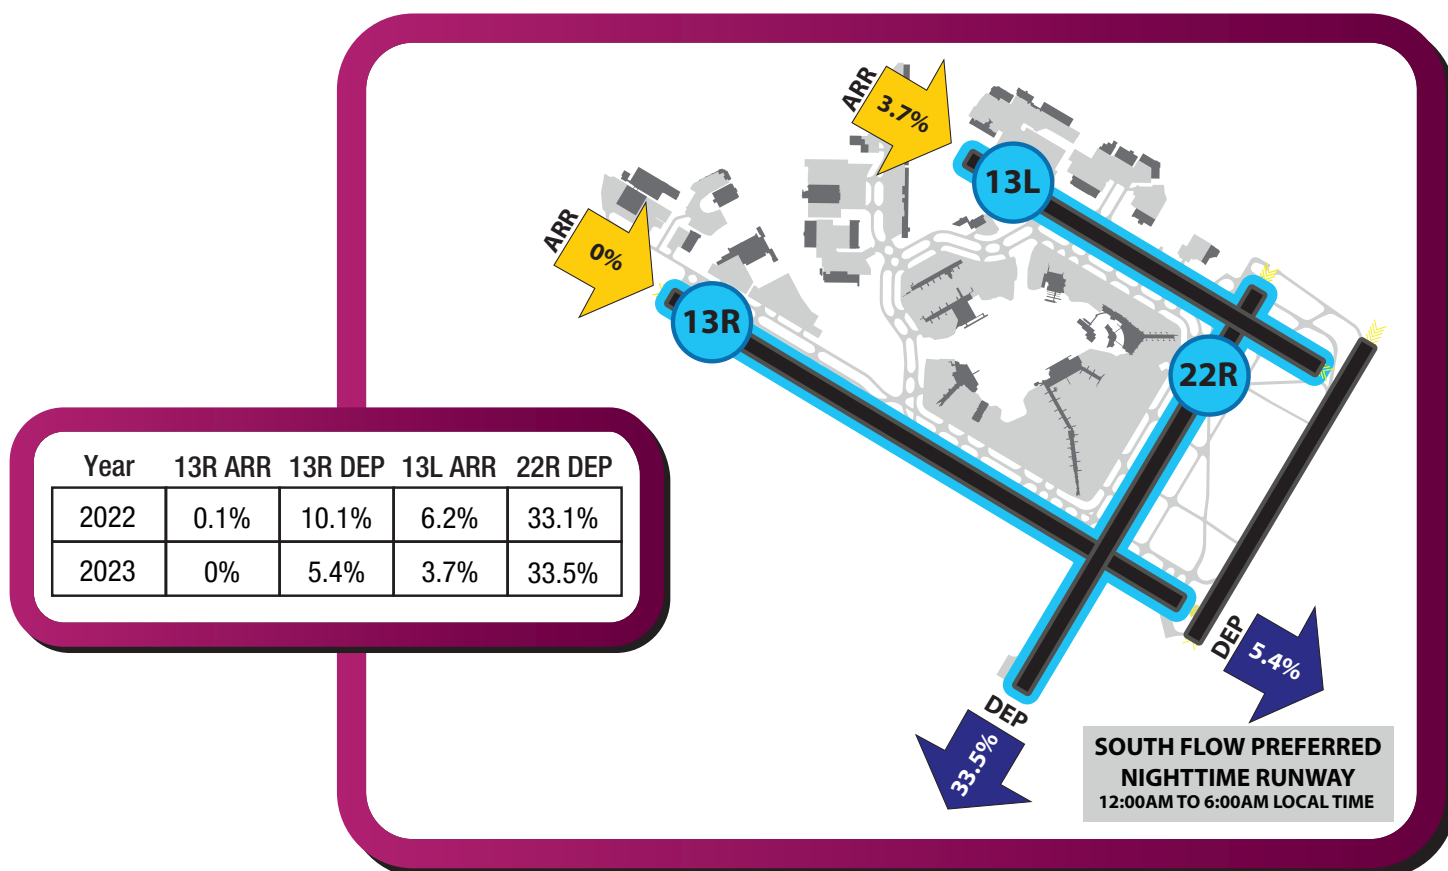 ARR
3.7%
13L
ARR
0%
13R
22R
Year 13R ARR 13R DEP 13L ARR 22R DEP
2022 0.1% 10.1% 6.2% 33.1%
2023 0% 5.4% 3.7% 33.5%
DEP
5.4%
DEP
33.5%
SOUTH FLOW PREFERRED
NIGHTTIME RUNWAY
12:00AM TO 6:00AM LOCAL TIME